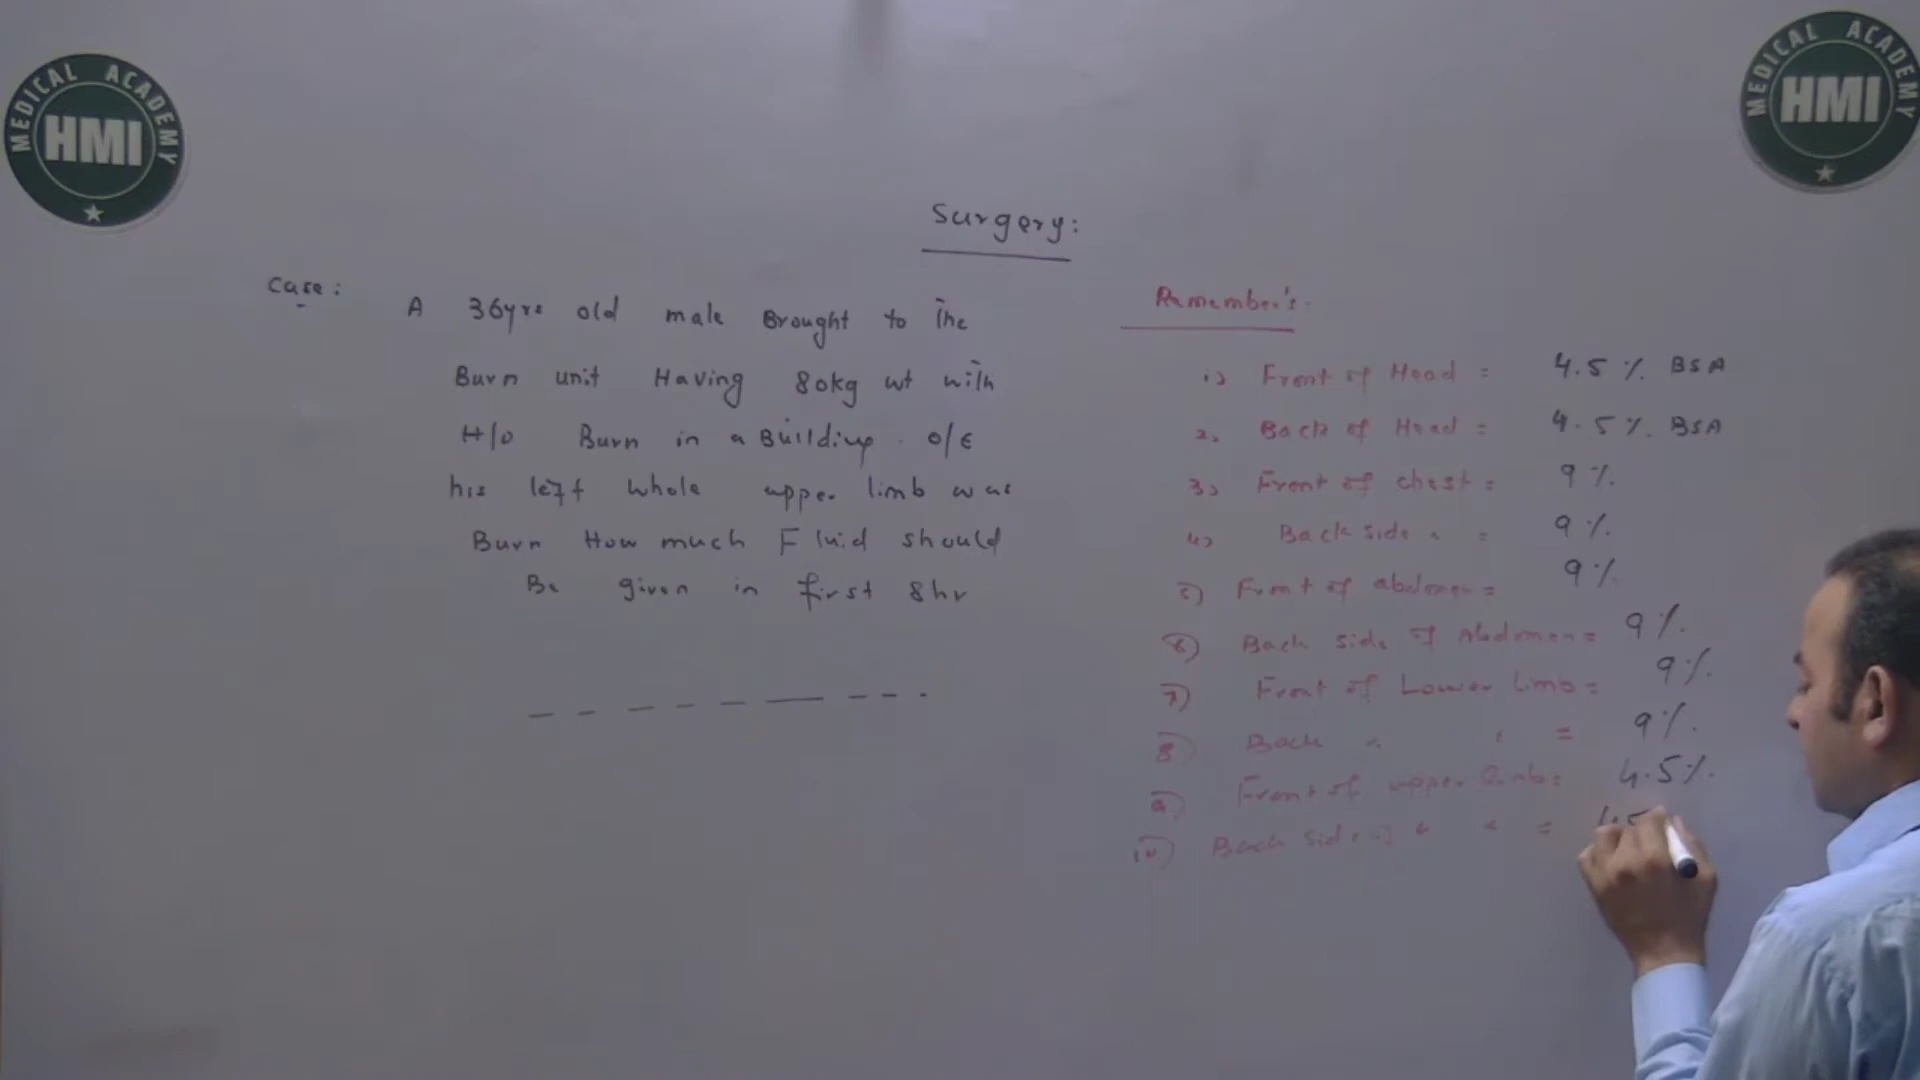 MEDICAL ACADEMY
HMI
MEDICAL ACADEMY
HMI
Surgery:
Case:
A 36yrs old male Brought to The
Burn unit Having 80kg wt with
H/O Burn in a Building. O/E
his left whole upper limb was
Burn How much Fluid should
Be given in first 8hr
Remember's.
1) Front of Head = 4.5% BSA
2, Back of Head = 4.5%. BSA
3) Front of chest = 9%.
4) Back side " = 9%.
5) Front of abdomen = 9%.
6) Back side of Abdomen = 9%.
7) Front of Lower Limb = 9%.
8) Back " " = 9%.
9) Front of upper limb = 4.5%.
10) Back side of " " = 4.5